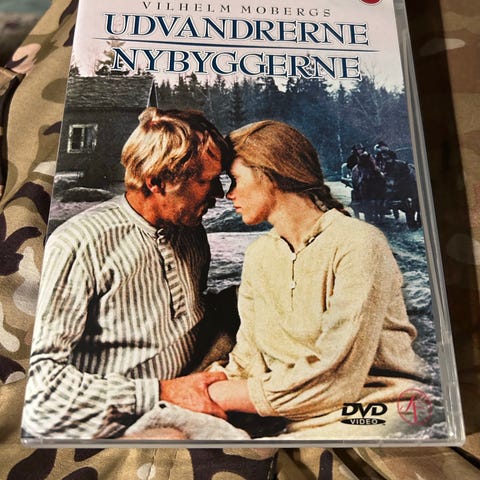 VILHELM MOBERGS
UDVANDRERNE
NYBYGGERNE
DVD
VIDEO